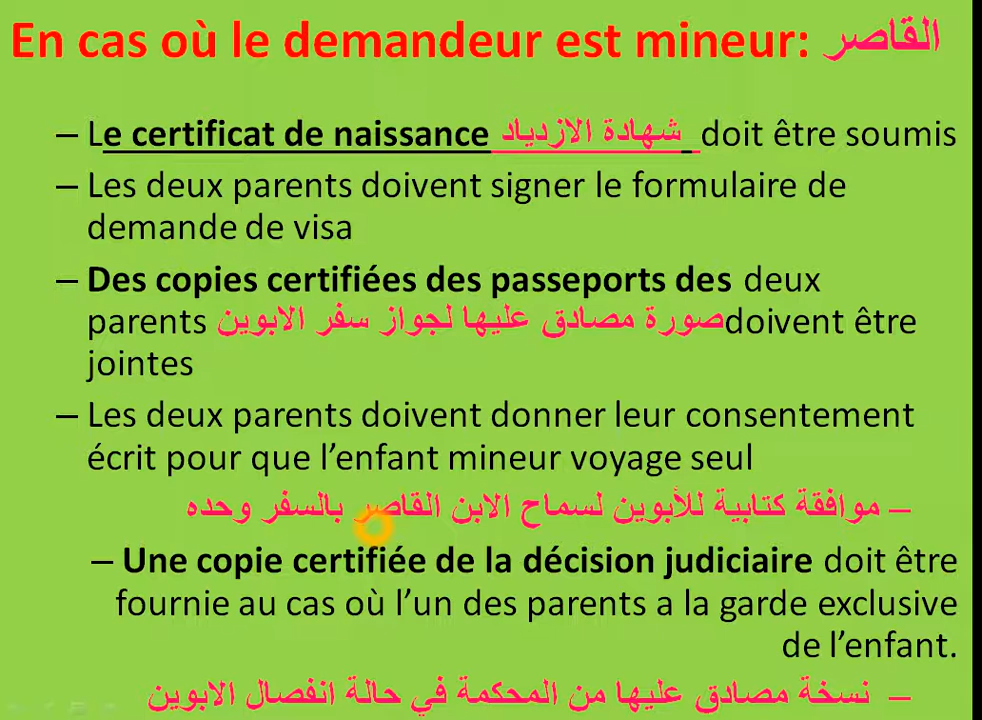 En cas où le demandeur est mineur: القاصر
– Le certificat de naissance شهادة الازدياد doit être soumis
– Les deux parents doivent signer le formulaire de
demande de visa
– Des copies certifiées des passeports des deux
parents صورة مصادق عليها لجواز سفر الابوين doivent être
jointes
– Les deux parents doivent donner leur consentement
écrit pour que l’enfant mineur voyage seul
– موافقة كتابية للأبوين لسماح الابن القاصر بالسفر وحده
– Une copie certifiée de la décision judiciaire doit être
fournie au cas où l’un des parents a la garde exclusive
de l’enfant.
– نسخة مصادق عليها من المحكمة في حالة انفصال الابوين